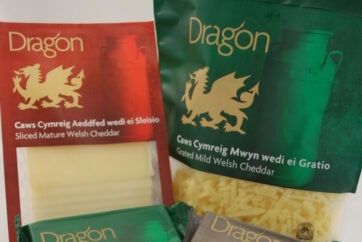 Dragon
Caws Cymreig Aeddfed wedi ei Sleisio
Sliced Mature Welsh Cheddar
Dragon
Caws Cymreig Mwyn wedi ei Gratio
Grated Mild Welsh Cheddar
Dragon
Dragon